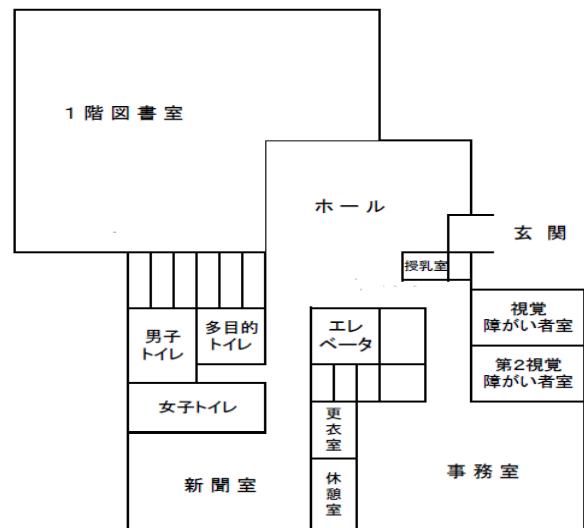 1階図書室
ホール
玄関
授乳室
視覚
障がい者室
男子
トイレ
多目的
トイレ
エレ
ベータ
第2視覚
障がい者室
女子トイレ
更
衣
室
新聞室
休
憩
室
事務室